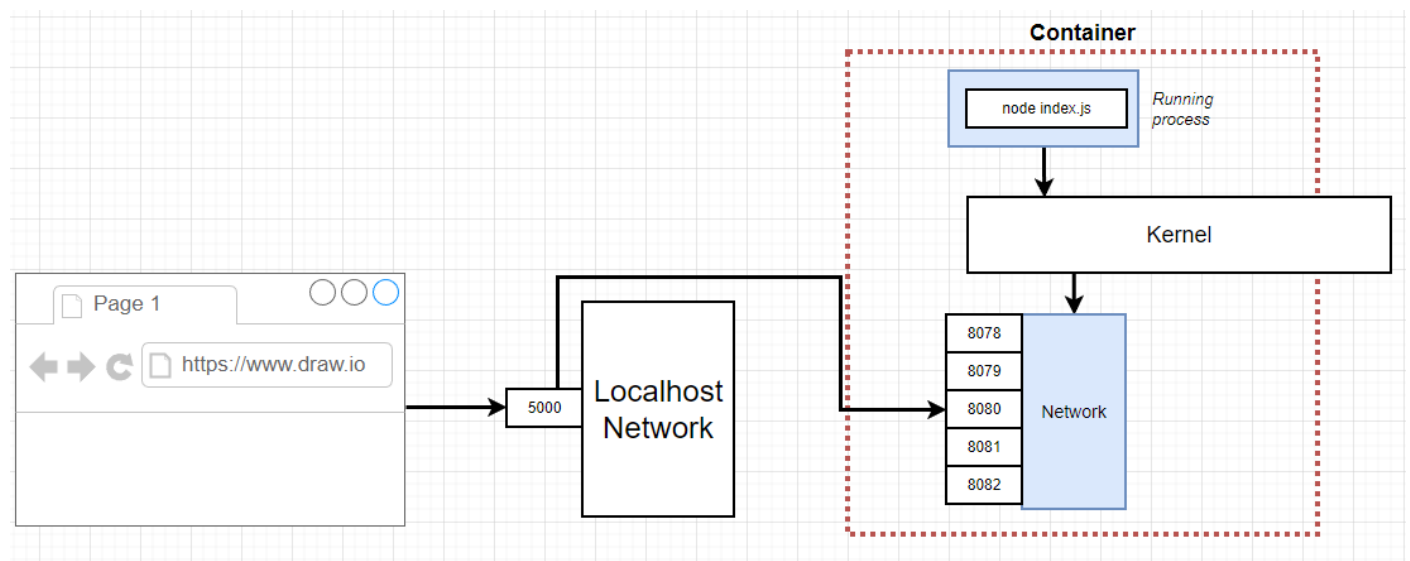 Container
node index.js
Running
process
Kernel
Page 1
https://www.draw.io
5000
Localhost
Network
8078
8079
8080
8081
8082
Network